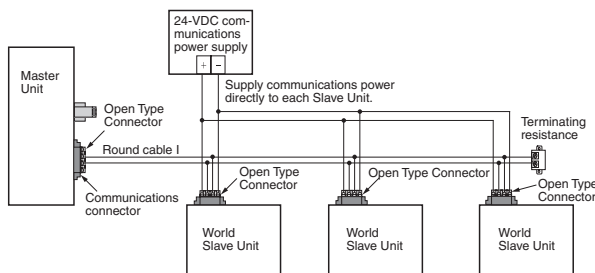 24-VDC com-
munications
power supply
+ −
Supply communications power
directly to each Slave Unit.
Master
Unit
Open Type
Connector
Round cable I
Communications
connector
Terminating
resistance
Open Type
Connector
Open Type Connector
Open Type
Connector
World
Slave Unit
World
Slave Unit
World
Slave Unit